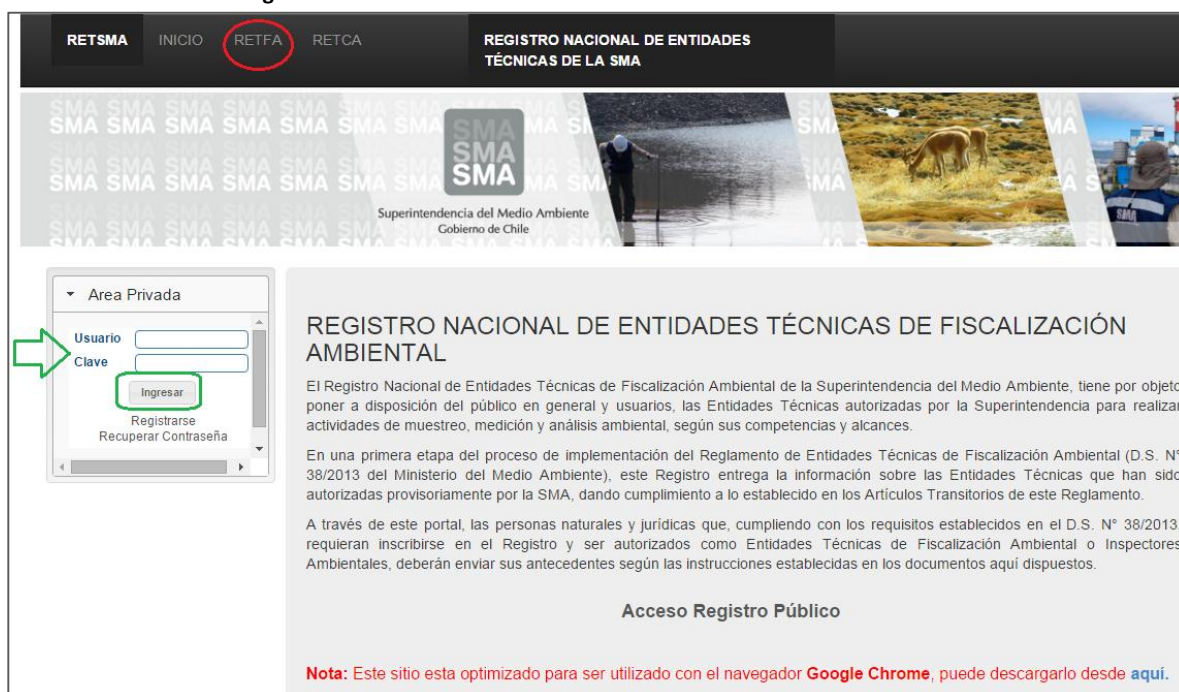 RETSMA INICIO RETFA RETCA REGISTRO NACIONAL DE ENTIDADES
TÉCNICAS DE LA SMA
SMA
SMA
SMA
Superintendencia del Medio Ambiente
Gobierno de Chile
SMA
Area Privada
Usuario
Clave
Ingresar
Registrarse
Recuperar Contraseña
REGISTRO NACIONAL DE ENTIDADES TÉCNICAS DE FISCALIZACIÓN
AMBIENTAL
El Registro Nacional de Entidades Técnicas de Fiscalización Ambiental de la Superintendencia del Medio Ambiente, tiene por objeto
poner a disposición del público en general y usuarios, las Entidades Técnicas autorizadas por la Superintendencia para realizar
actividades de muestreo, medición y análisis ambiental, según sus competencias y alcances.
En una primera etapa del proceso de implementación del Reglamento de Entidades Técnicas de Fiscalización Ambiental (D.S. N°
38/2013 del Ministerio del Medio Ambiente), este Registro entrega la información sobre las Entidades Técnicas que han sido
autorizadas provisoriamente por la SMA, dando cumplimiento a lo establecido en los Artículos Transitorios de este Reglamento.
A través de este portal, las personas naturales y jurídicas que, cumpliendo con los requisitos establecidos en el D.S. N° 38/2013,
requieran inscribirse en el Registro y ser autorizados como Entidades Técnicas de Fiscalización Ambiental o Inspectores
Ambientales, deberán enviar sus antecedentes según las instrucciones establecidas en los documentos aquí dispuestos.
Acceso Registro Público
Nota: Este sitio esta optimizado para ser utilizado con el navegador Google Chrome, puede descargarlo desde aquí.